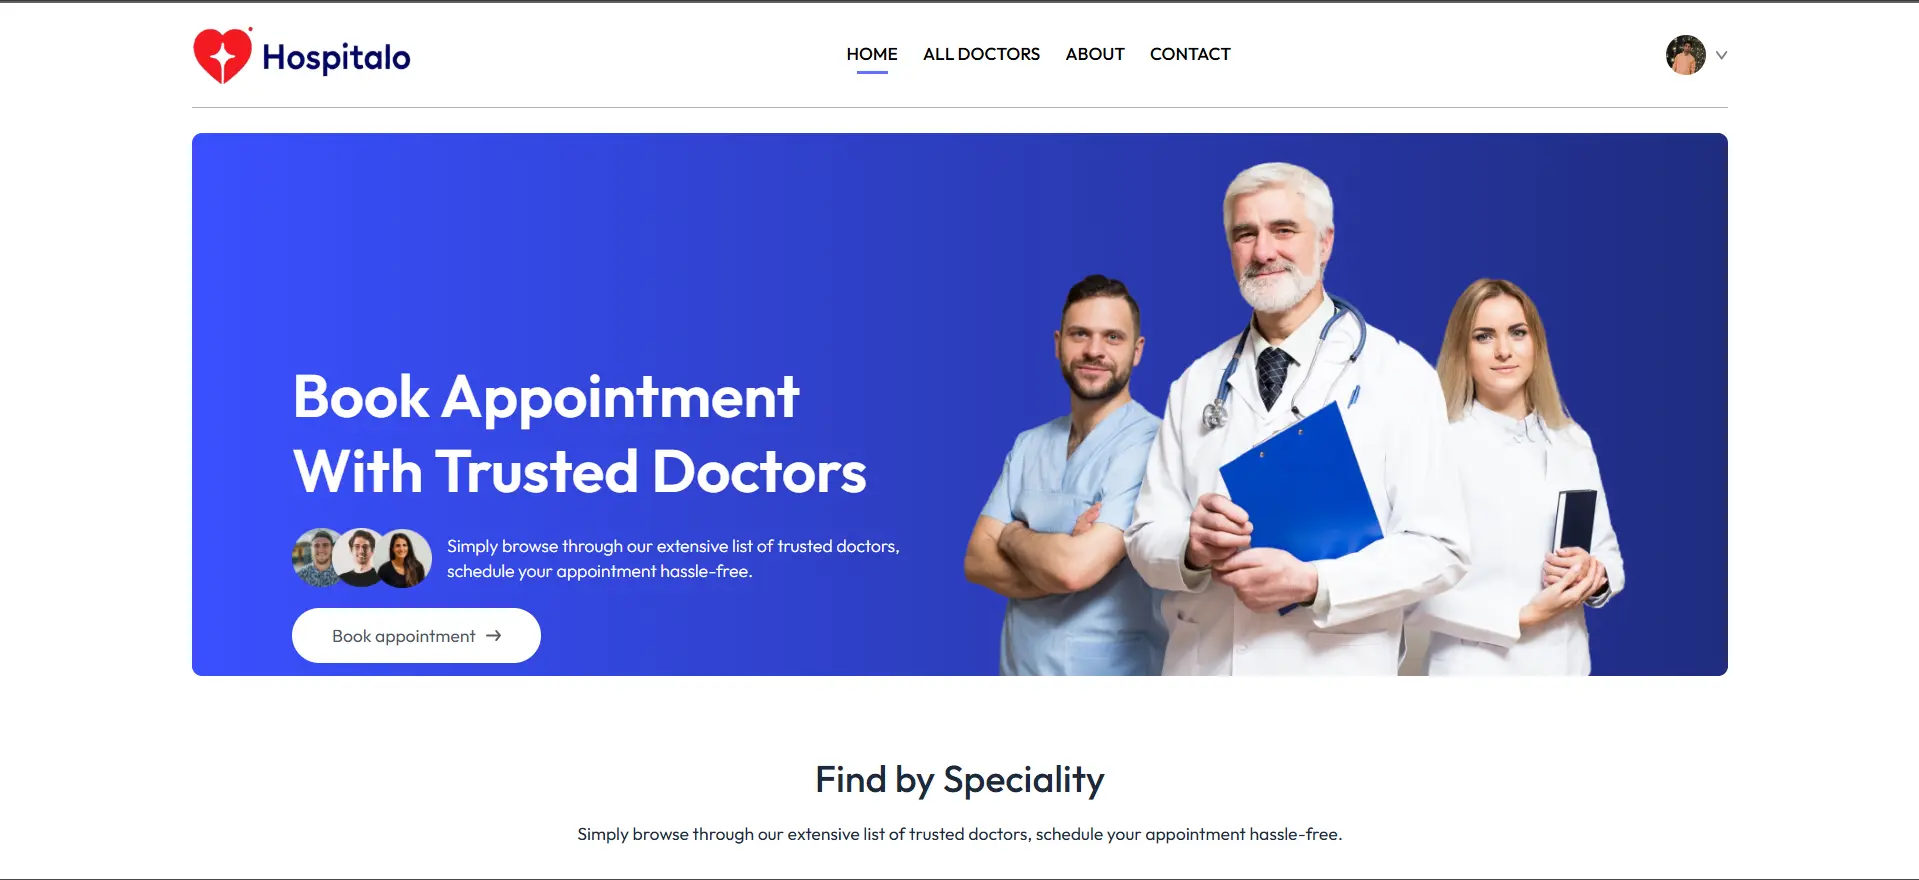 Hospitalo
HOME
ALL DOCTORS
ABOUT
CONTACT
Book Appointment
With Trusted Doctors
Simply browse through our extensive list of trusted doctors,
schedule your appointment hassle-free.
Book appointment →
Find by Speciality
Simply browse through our extensive list of trusted doctors, schedule your appointment hassle-free.